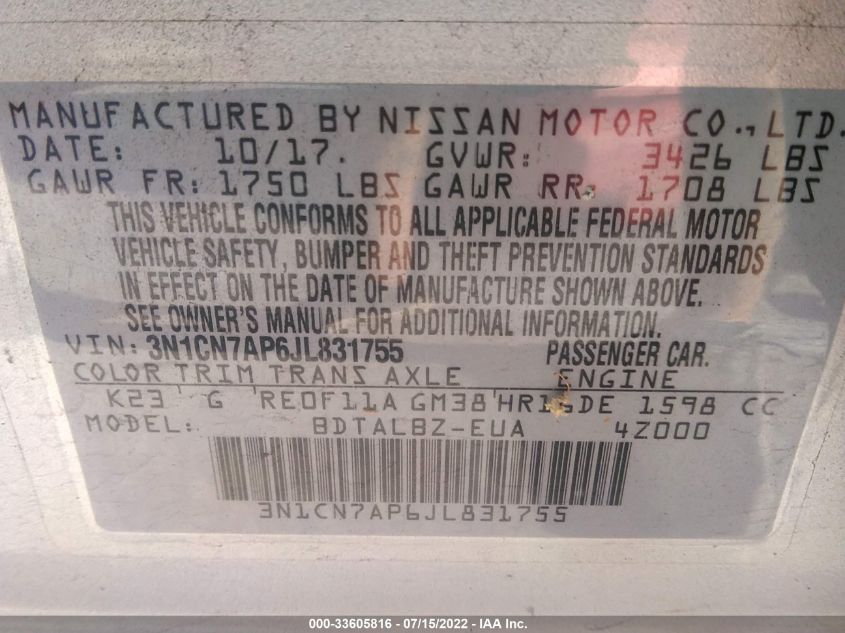 MANUFACTURED BY NISSAN MOTOR CO., LTD.
DATE: 10/17. GVWR: 3426 LBS
GAWR FR: 1750 LBS GAWR RR: 1708 LBS
THIS VEHICLE CONFORMS TO ALL APPLICABLE FEDERAL MOTOR
VEHICLE SAFETY, BUMPER AND THEFT PREVENTION STANDARDS
IN EFFECT ON THE DATE OF MANUFACTURE SHOWN ABOVE.
SEE OWNER'S MANUAL FOR ADDITIONAL INFORMATION.
VIN: 3N1CN7AP6JL831755 PASSENGER CAR.
COLOR TRIM TRANS AXLE ENGINE
K23 G RE0F11A GM38 HR16DE 1598 CC
MODEL: BDTALBZ-EUA 4Z000
3N1CN7AP6JL831755
000-33605816 - 07/15/2022 - IAA Inc.